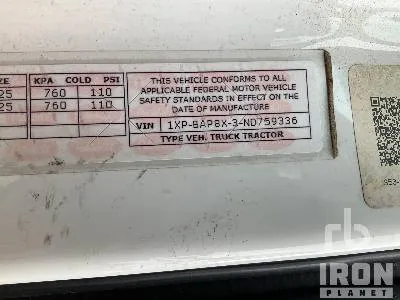 ZE KPA COLD PSI
25 760 110
25 760 110
THIS VEHICLE CONFORMS TO ALL
APPLICABLE FEDERAL MOTOR VEHICLE
SAFETY STANDARDS IN EFFECT ON THE
DATE OF MANUFACTURE
VIN 1XP-BAP8X-3-ND759336
TYPE VEH. TRUCK TRACTOR
853-
rb
IRON
PLANET